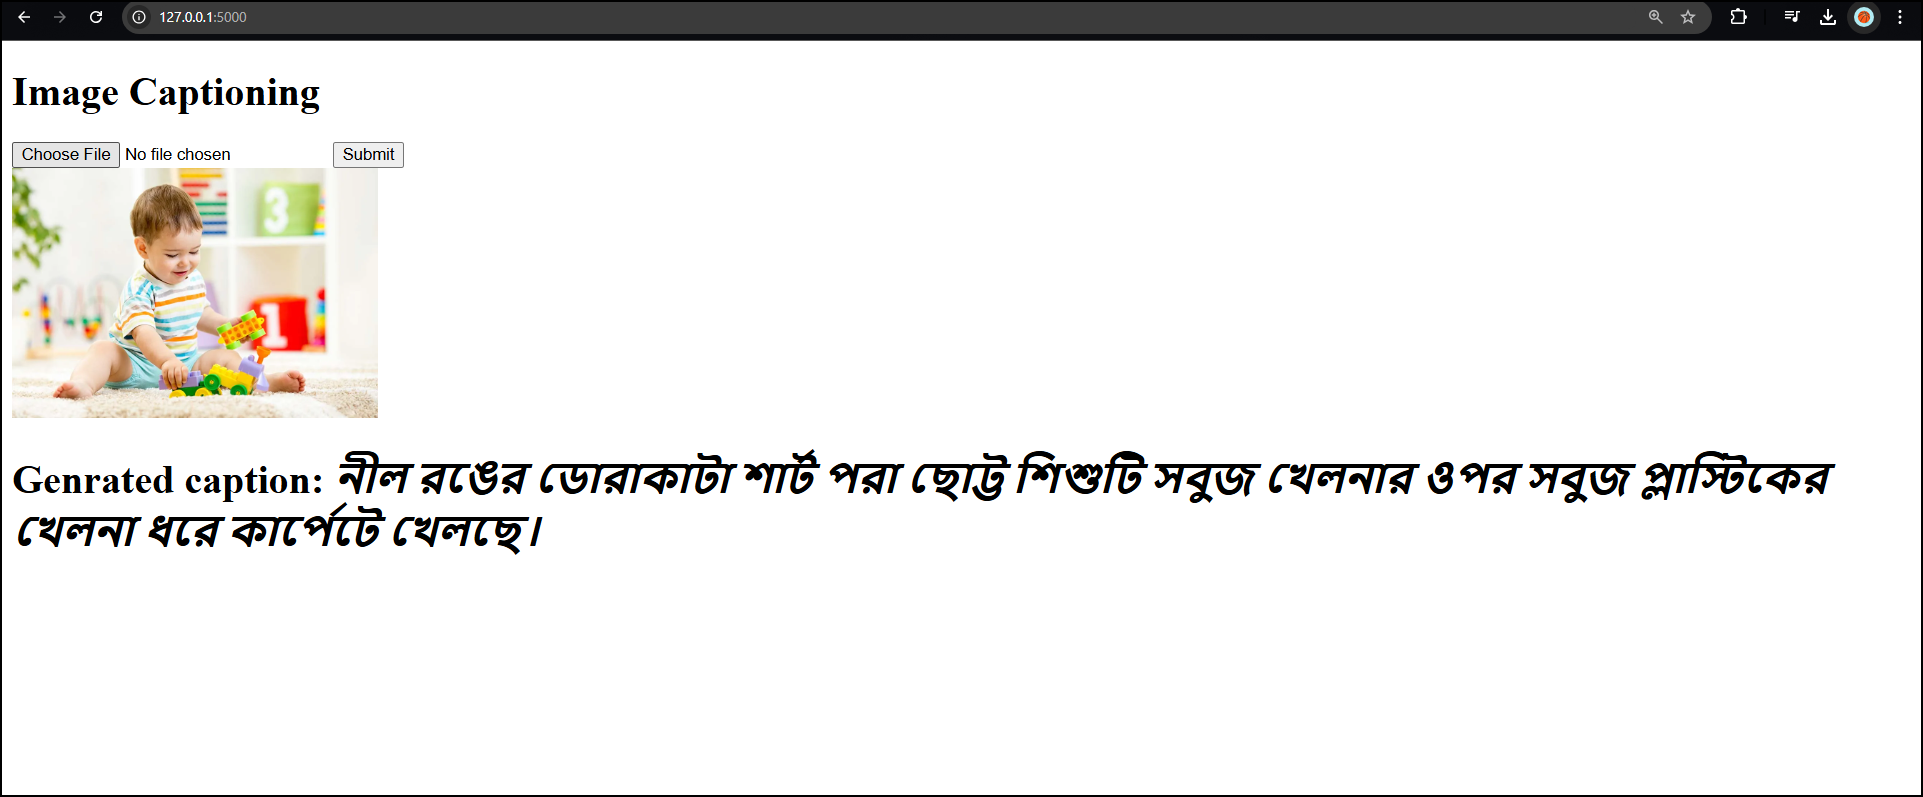 127.0.0.1:5000
Image Captioning
Choose File No file chosen Submit
3
1
Genrated caption: নীল রঙের ডোরাকাটা শার্ট পরা ছোট্ট শিশুটি সবুজ খেলনার ওপর সবুজ প্লাস্টিকের
খেলনা ধরে কার্পেটে খেলছে।